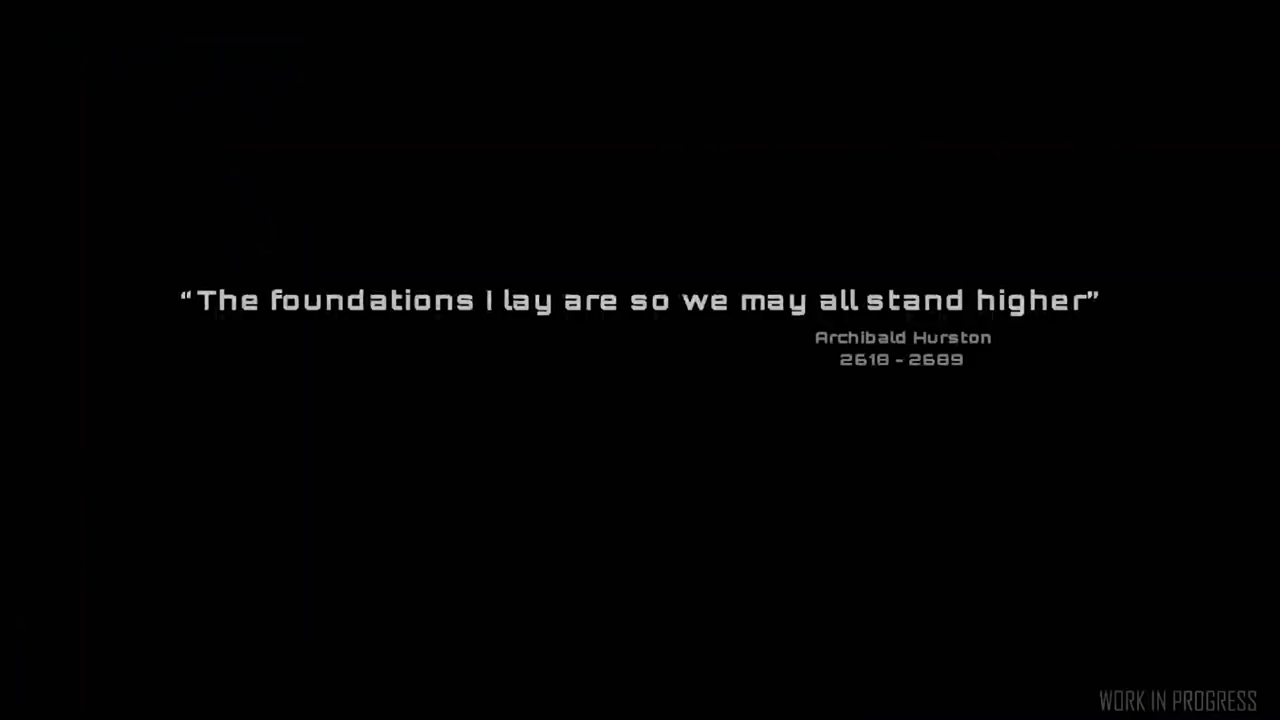 “The foundations I lay are so we may all stand higher”
Archibald Hurston
2618 - 2689
WORK IN PROGRESS